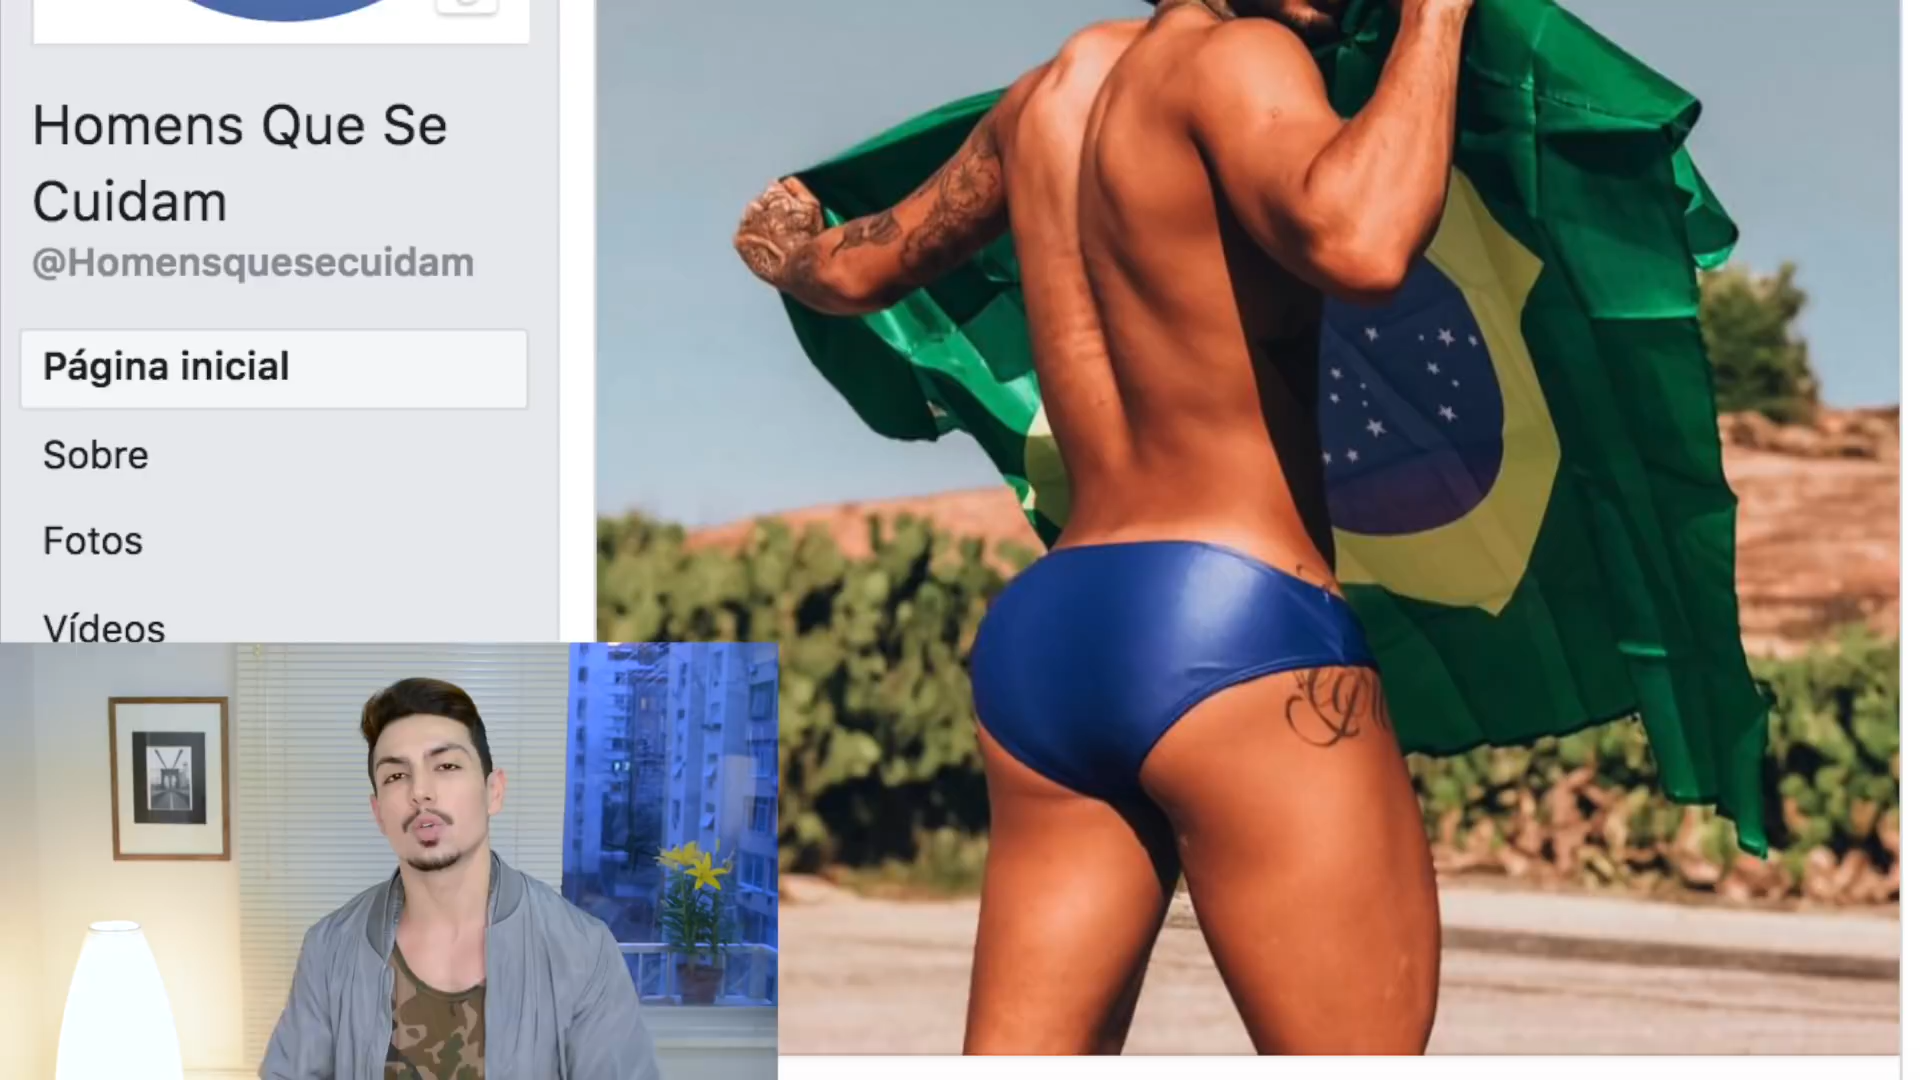 Homens Que Se
Cuidam
@Homensquesecuidam
Página inicial
Sobre
Fotos
Vídeos